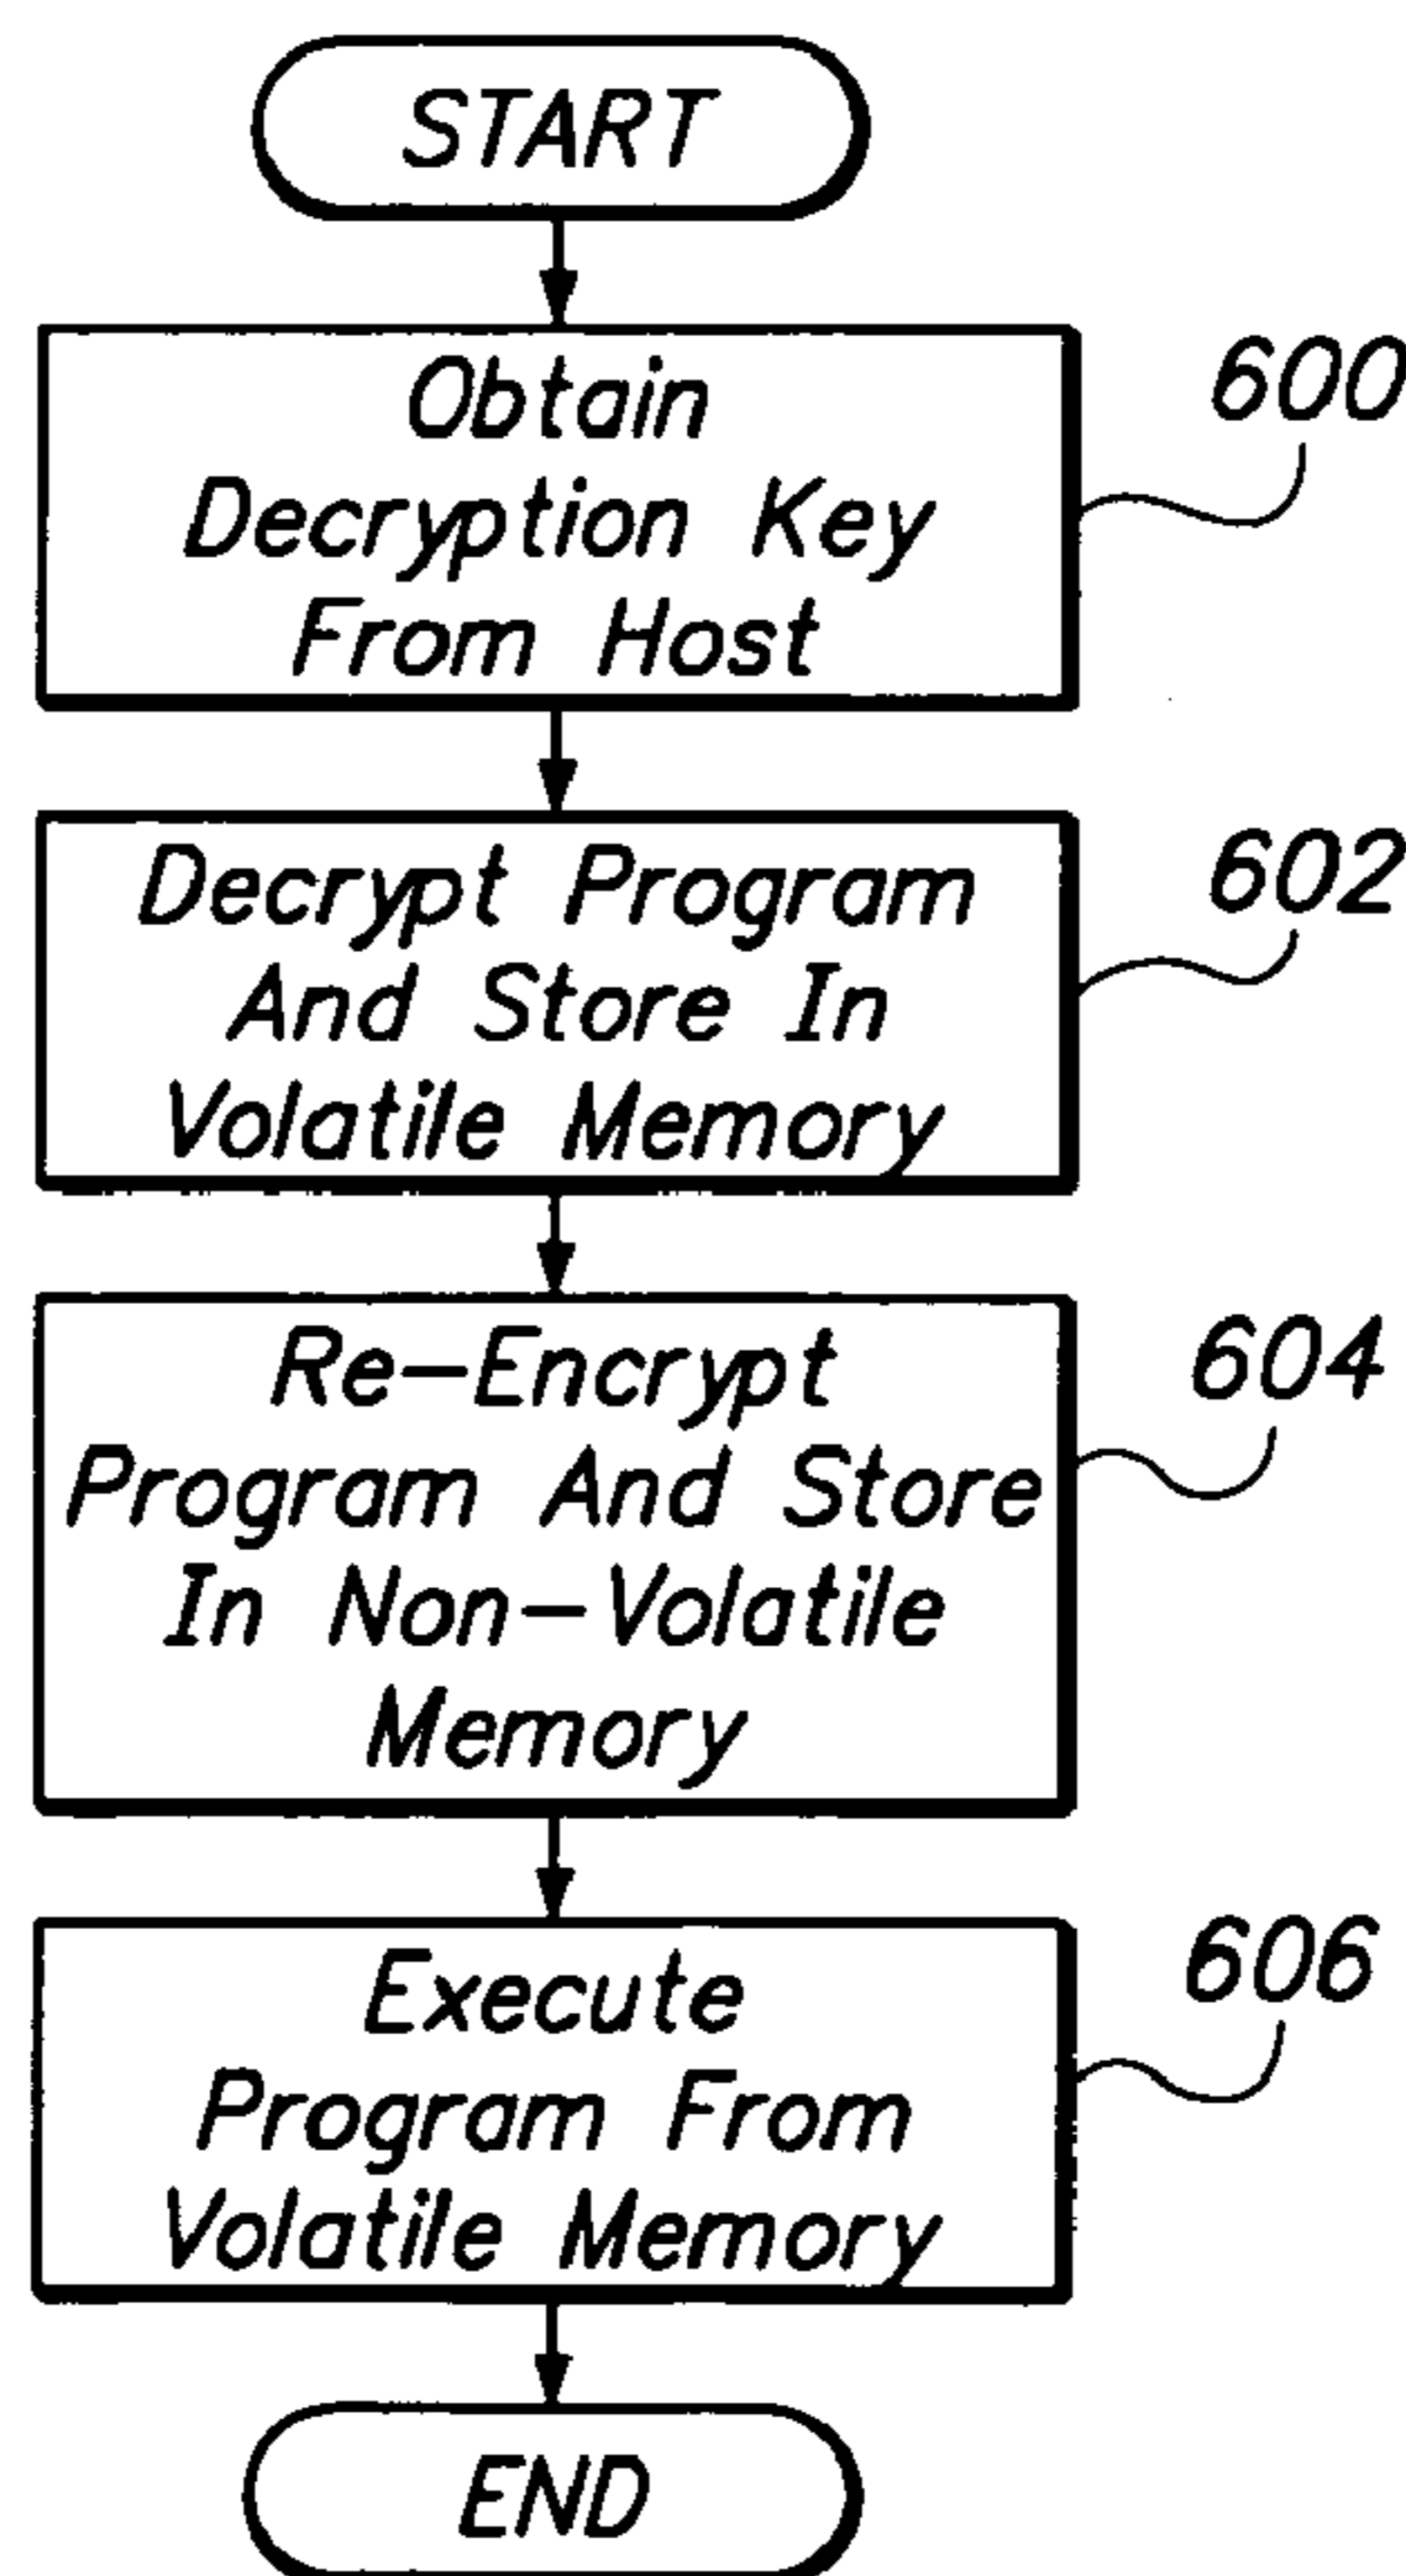 START
Obtain
Decryption Key
From Host
600
Decrypt Program
And Store In
Volatile Memory
602
Re-Encrypt
Program And Store
In Non-Volatile
Memory
604
Execute
Program From
Volatile Memory
606
END